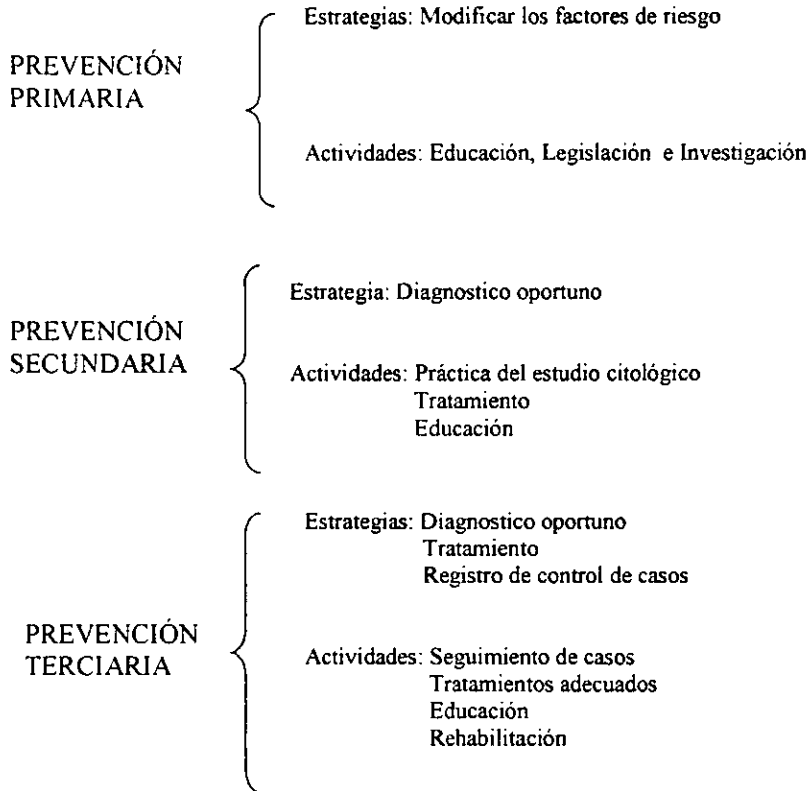 PREVENCIÓN
PRIMARIA
Estrategias: Modificar los factores de riesgo
Actividades: Educación, Legislación e Investigación
PREVENCIÓN
SECUNDARIA
Estrategia: Diagnostico oportuno
Actividades: Práctica del estudio citológico
Tratamiento
Educación
PREVENCIÓN
TERCIARIA
Estrategias: Diagnostico oportuno
Tratamiento
Registro de control de casos
Actividades: Seguimiento de casos
Tratamientos adecuados
Educación
Rehabilitación